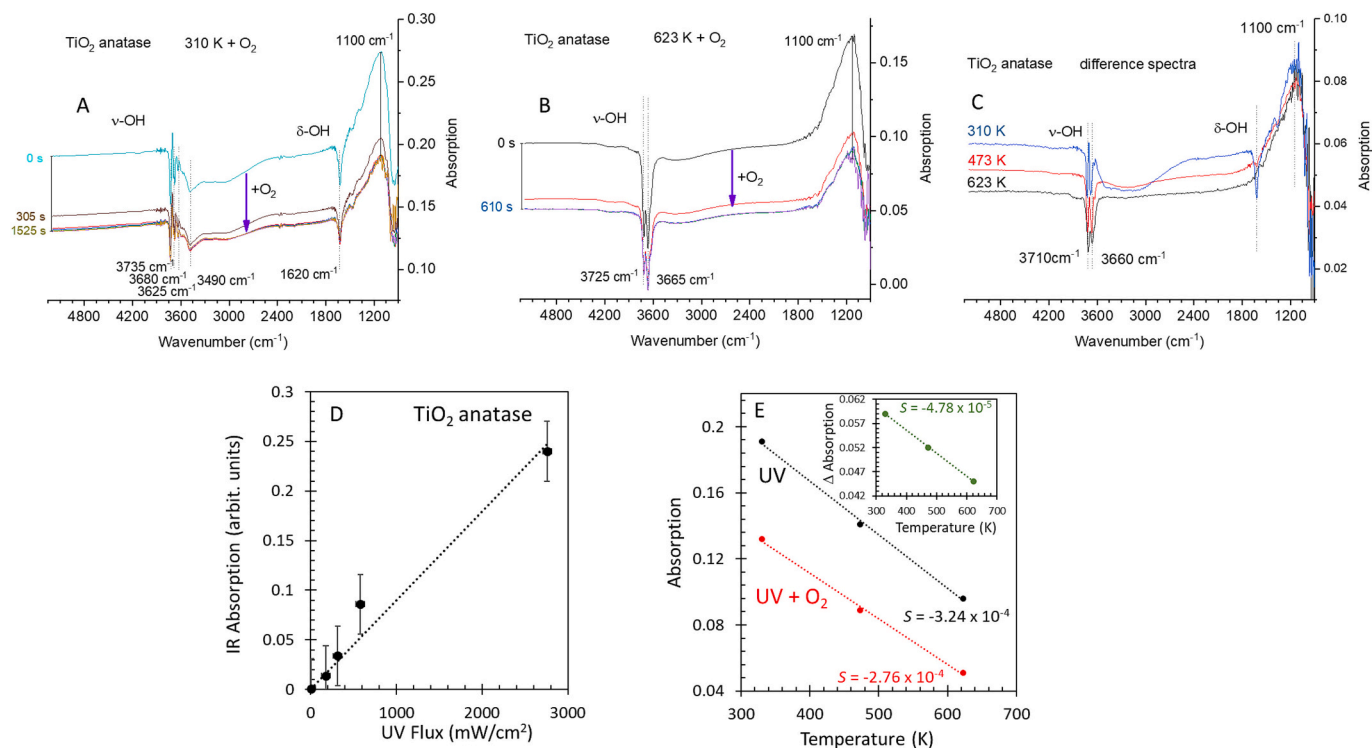 TiO₂ anatase 310 K + O₂
1100 cm⁻¹
A
ν-OH
δ-OH
0 s
305 s
1525 s
+O₂
3735 cm⁻¹
3680 cm⁻¹
3625 cm⁻¹
3490 cm⁻¹
1620 cm⁻¹
0.30
0.25
0.20
0.15
0.10
Absorption
4800 4200 3600 3000 2400 1800 1200
Wavenumber (cm⁻¹)
TiO₂ anatase 623 K + O₂
1100 cm⁻¹
B
ν-OH
0 s
610 s
+O₂
3725 cm⁻¹ 3665 cm⁻¹
0.15
0.10
0.05
0.00
Absorption
4800 4200 3600 3000 2400 1800 1200
Wavenumber (cm⁻¹)
1100 cm⁻¹
TiO₂ anatase difference spectra
C
ν-OH
δ-OH
310 K
473 K
623 K
3710cm⁻¹ 3660 cm⁻¹
0.10
0.08
0.06
0.04
0.02
Absorption
4800 4200 3600 3000 2400 1800 1200
Wavenumber (cm⁻¹)
D TiO₂ anatase
0.3
0.25
0.2
0.15
0.1
0.05
0
IR Absorption (arbit. units)
0 1000 2000 3000
UV Flux (mW/cm²)
E
0.2
0.16
0.12
0.08
0.04
Absorption
UV
UV + O₂
S = -3.24 x 10⁻⁴
S = -2.76 x 10⁻⁴
300 400 500 600 700
Temperature (K)
S = -4.78 x 10⁻⁵
0.062
0.057
0.052
0.047
0.042
Δ Absorption
300 400 500 600 700
Temperature (K)